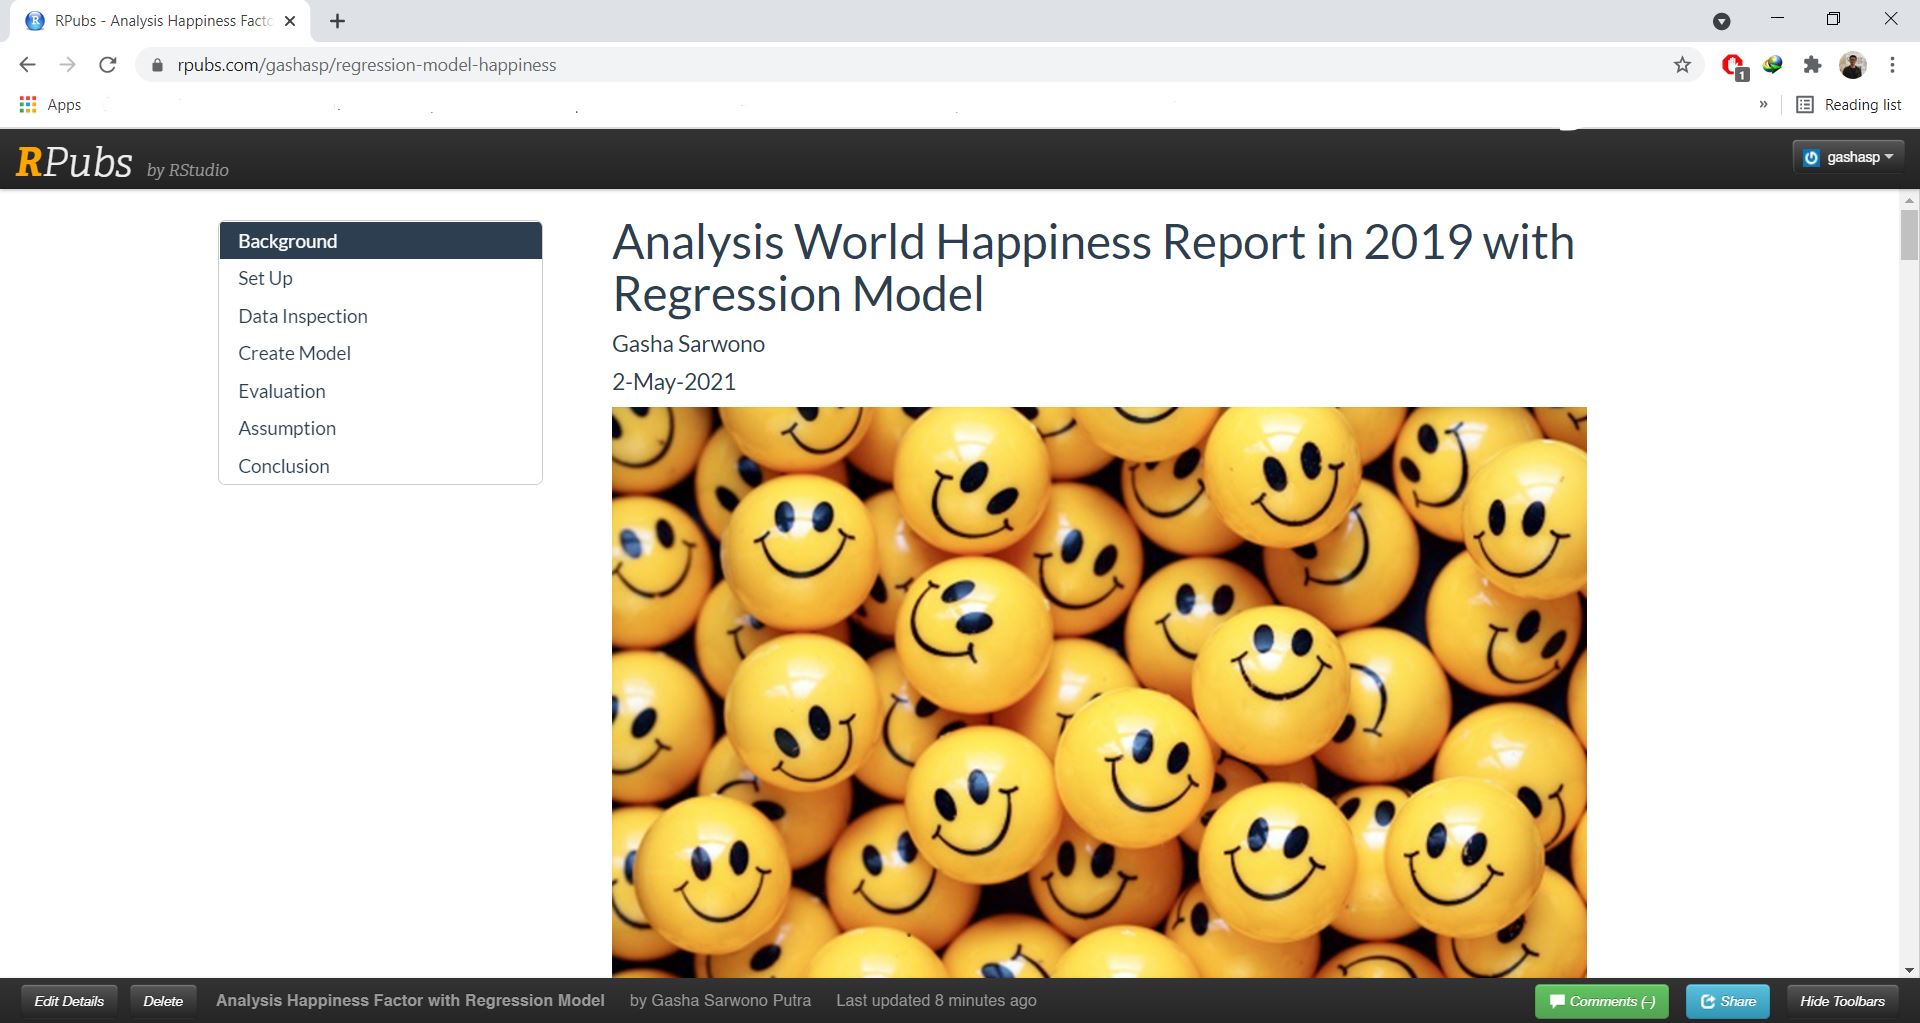 RPubs - Analysis Happiness Facto
rpubs.com/gashasp/regression-model-happiness
1
Apps
»
Reading list
RPubs by RStudio
gashasp
Background
Set Up
Data Inspection
Create Model
Evaluation
Assumption
Conclusion
Analysis World Happiness Report in 2019 with
Regression Model
Gasha Sarwono
2-May-2021
Edit Details
Delete
Analysis Happiness Factor with Regression Model
by Gasha Sarwono Putra
Last updated 8 minutes ago
Comments (–)
Share
Hide Toolbars